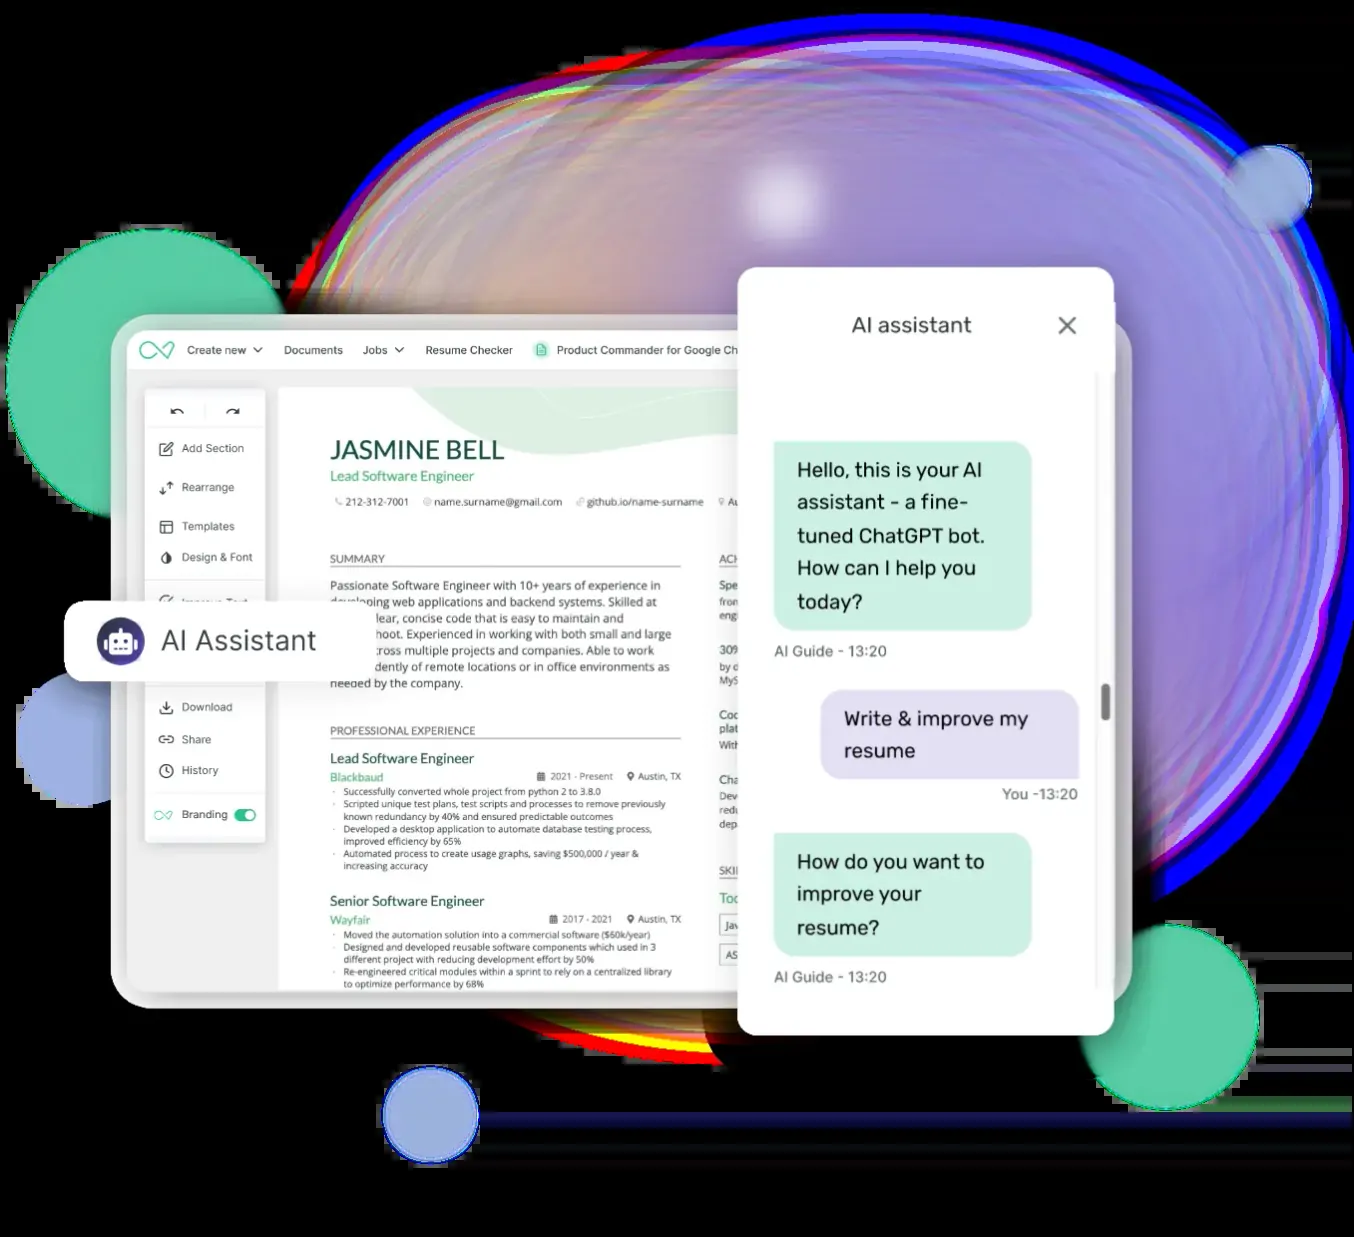 Create new
Documents
Jobs
Resume Checker
Product Commander for Google Ch
Add Section
Rearrange
Templates
Design & Font
Improve Text
AI Assistant
Download
Share
History
Branding
JASMINE BELL
Lead Software Engineer
212-312-7001
name.surname@gmail.com
github.io/name-surname
Au
SUMMARY
Passionate Software Engineer with 10+ years of experience in
developing web applications and backend systems. Skilled at
lear, concise code that is easy to maintain and
hoot. Experienced in working with both small and large
cross multiple projects and companies. Able to work
dently of remote locations or in office environments as
needed by the company.
PROFESSIONAL EXPERIENCE
Lead Software Engineer
Blackbaud
2021 - Present
Austin, TX
· Successfully converted whole project from python 2 to 3.8.0
· Scripted unique test plans, test scripts and processes to remove previously
known redundancy by 40% and ensured predictable outcomes
· Developed a desktop application to automate database testing process,
improved efficiency by 65%
· Automated process to create usage graphs, saving $500,000 / year &
increasing accuracy
Senior Software Engineer
Wayfair
2017 - 2021
Austin, TX
· Moved the automation solution into a commercial software ($60k/year)
· Designed and developed reusable software components which used in 3
different project with reducing development effort by 50%
· Re-engineered critical modules within a sprint to rely on a centralized library
to optimize performance by 68%
ACH
Spe
from
eng
30%
by d
MyS
Coo
plat
With
Cha
Dev
redu
dep
SKI
Too
Jav
AS
AI assistant
Hello, this is your AI
assistant - a fine-
tuned ChatGPT bot.
How can I help you
today?
AI Guide - 13:20
Write & improve my
resume
You -13:20
How do you want to
improve your
resume?
AI Guide - 13:20